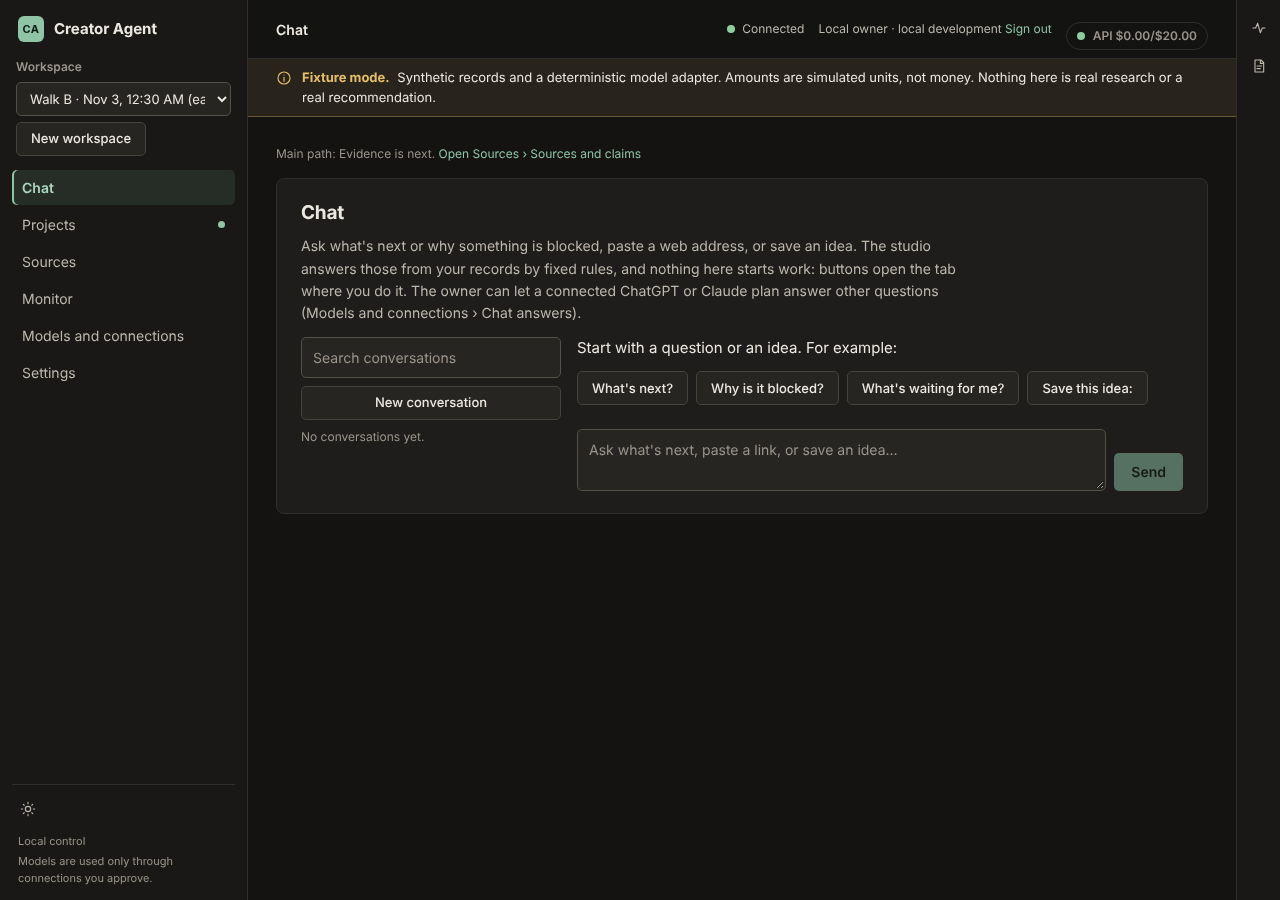 CA
Creator Agent
Workspace
Walk B · Nov 3, 12:30 AM (ea
New workspace
Chat
Projects
Sources
Monitor
Models and connections
Settings
Local control
Models are used only through
connections you approve.
Chat
Connected
Local owner · local development Sign out
API $0.00/$20.00
Fixture mode. Synthetic records and a deterministic model adapter. Amounts are simulated units, not money. Nothing here is real research or a
real recommendation.
Main path: Evidence is next. Open Sources › Sources and claims
Chat
Ask what's next or why something is blocked, paste a web address, or save an idea. The studio
answers those from your records by fixed rules, and nothing here starts work: buttons open the tab
where you do it. The owner can let a connected ChatGPT or Claude plan answer other questions
(Models and connections › Chat answers).
Search conversations
New conversation
No conversations yet.
Start with a question or an idea. For example:
What's next?
Why is it blocked?
What's waiting for me?
Save this idea:
Ask what's next, paste a link, or save an idea...
Send